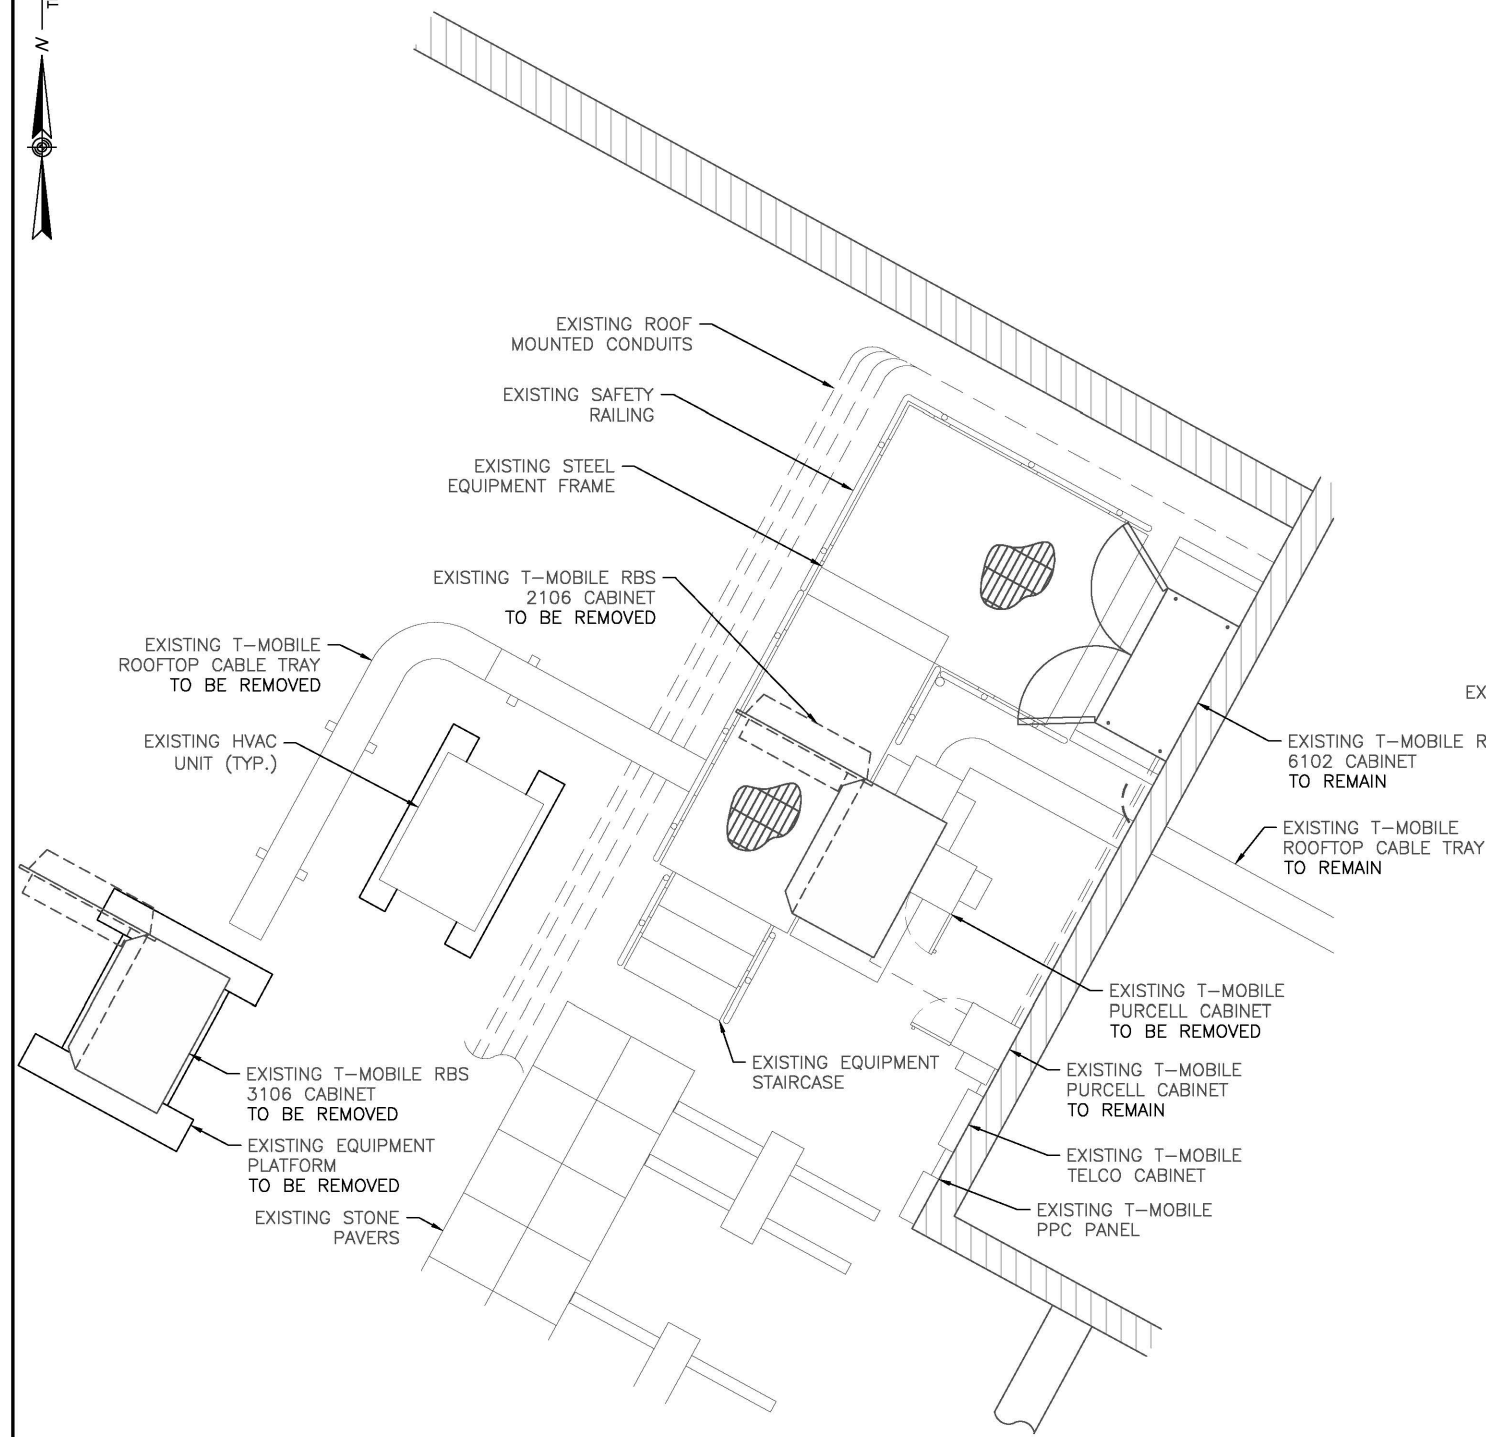 T
N
EXISTING ROOF
MOUNTED CONDUITS
EXISTING SAFETY
RAILING
EXISTING STEEL
EQUIPMENT FRAME
EXISTING T-MOBILE RBS
2106 CABINET
TO BE REMOVED
EXISTING T-MOBILE
ROOFTOP CABLE TRAY
TO BE REMOVED
EXISTING HVAC
UNIT (TYP.)
EX
EXISTING T-MOBILE R
6102 CABINET
TO REMAIN
EXISTING T-MOBILE
ROOFTOP CABLE TRAY
TO REMAIN
EXISTING T-MOBILE
PURCELL CABINET
TO BE REMOVED
EXISTING EQUIPMENT
STAIRCASE
EXISTING T-MOBILE
PURCELL CABINET
TO REMAIN
EXISTING T-MOBILE RBS
3106 CABINET
TO BE REMOVED
EXISTING EQUIPMENT
PLATFORM
TO BE REMOVED
EXISTING T-MOBILE
TELCO CABINET
EXISTING STONE
PAVERS
EXISTING T-MOBILE
PPC PANEL